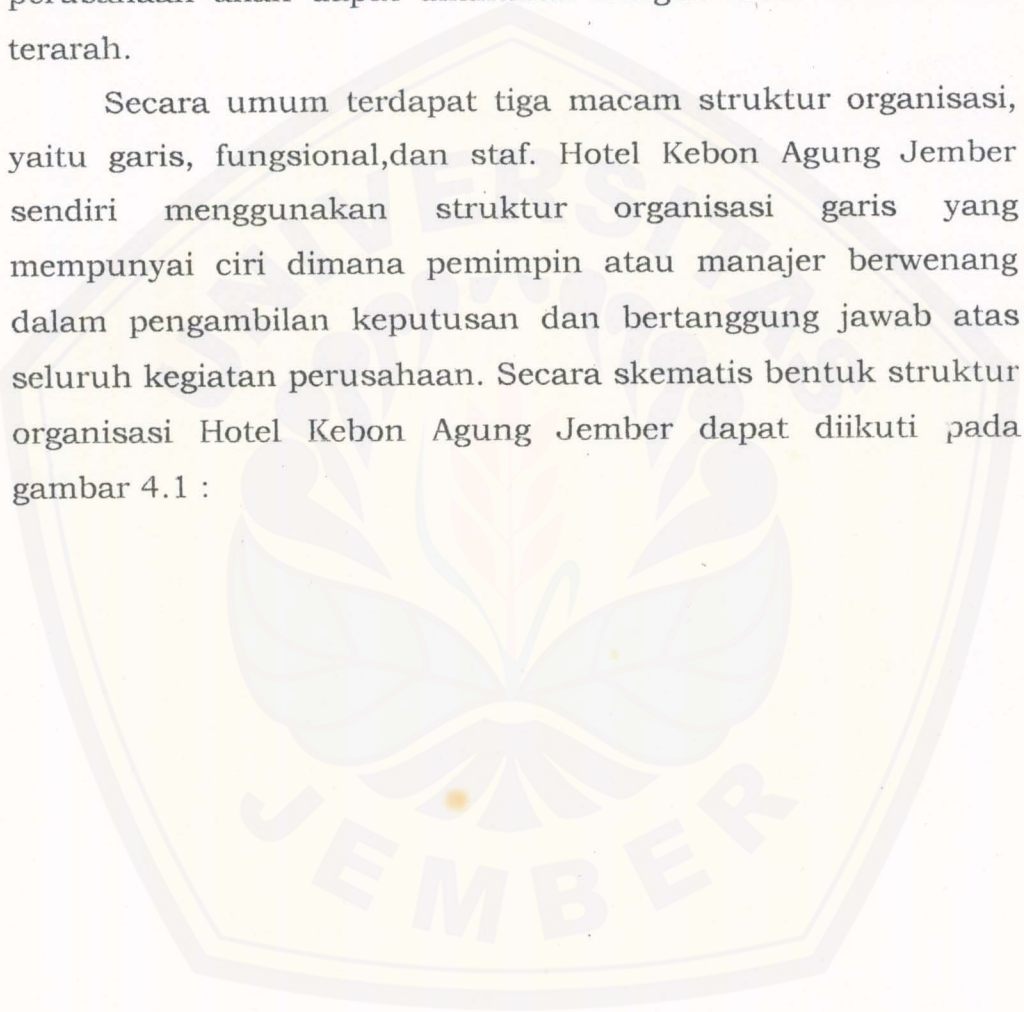 terarah.
Secara umum terdapat tiga macam struktur organisasi,
yaitu garis, fungsional,dan staf. Hotel Kebon Agung Jember
sendiri menggunakan struktur organisasi garis yang
mempunyai ciri dimana pemimpin atau manajer berwenang
dalam pengambilan keputusan dan bertanggung jawab atas
seluruh kegiatan perusahaan. Secara skematis bentuk struktur
organisasi Hotel Kebon Agung Jember dapat diikuti pada
gambar 4.1 :
UNIVERSITAS
JEMBER